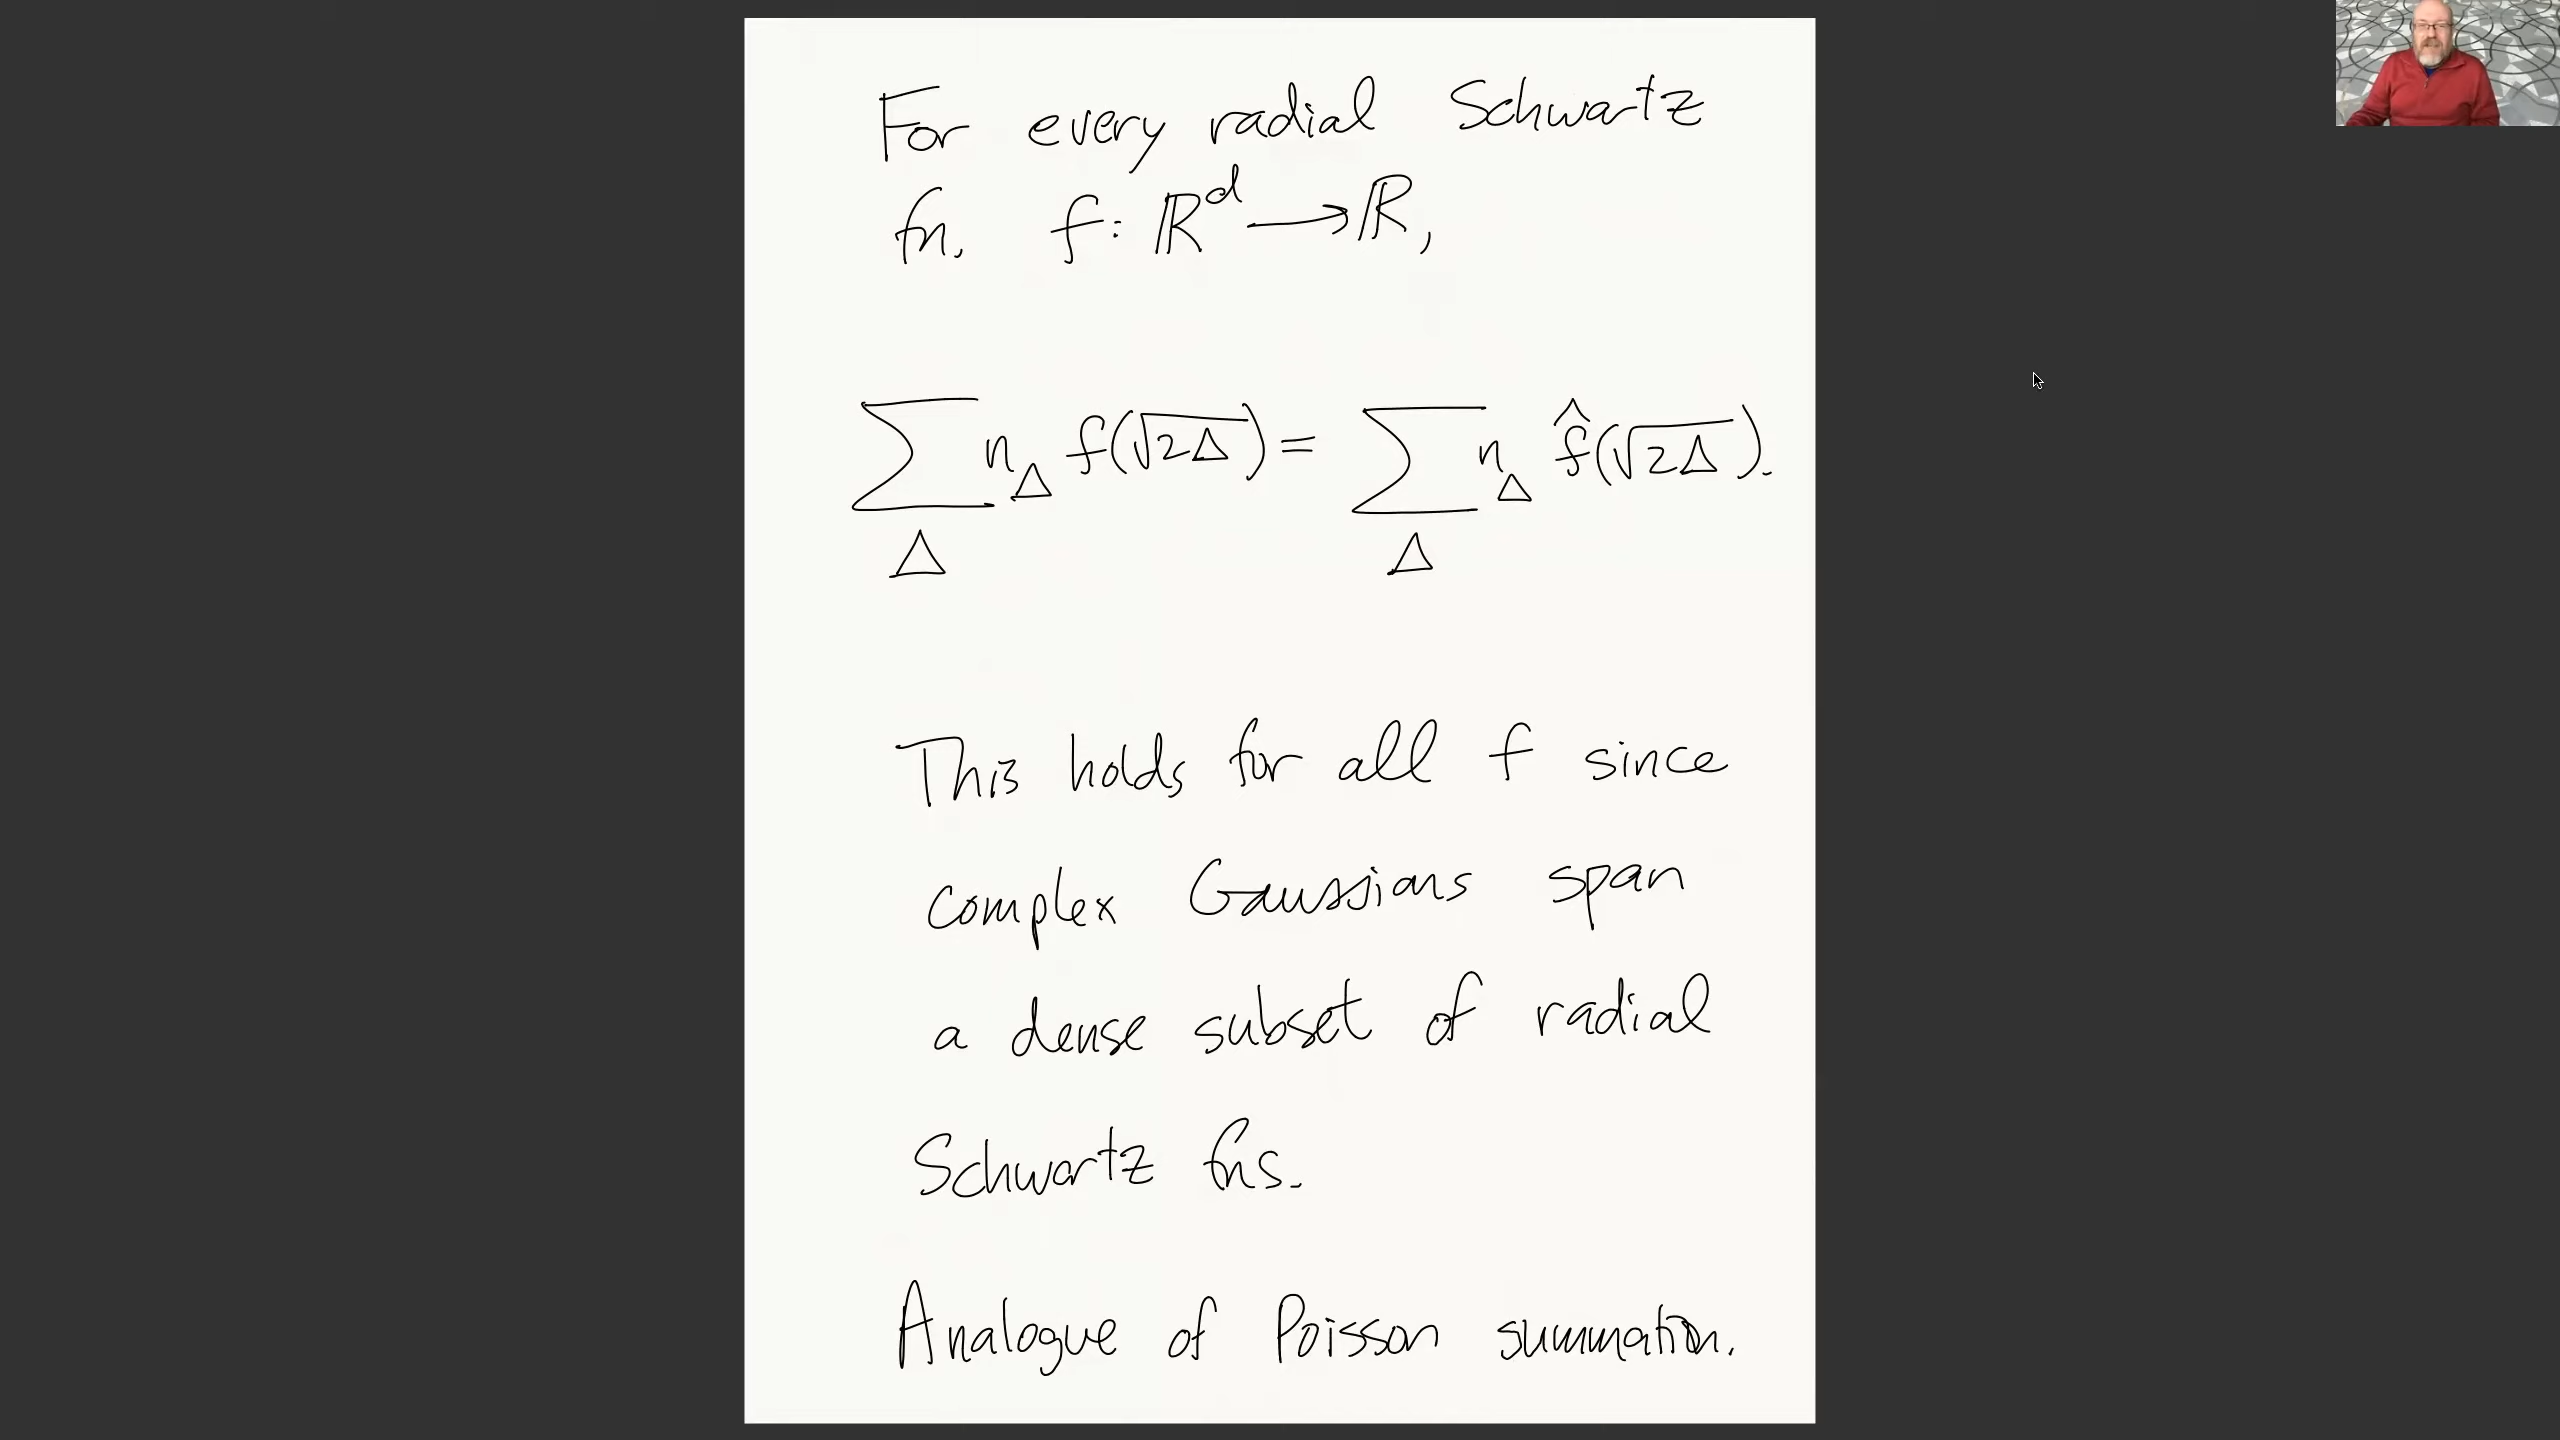 For every radial Schwartz
fn. f: ℝ^d → ℝ,
∑_Δ n_Δ f(√2Δ) = ∑_Δ n_Δ f̂(√2Δ).
This holds for all f since
complex Gaussians span
a dense subset of radial
Schwartz fns.
Analogue of Poisson summation.